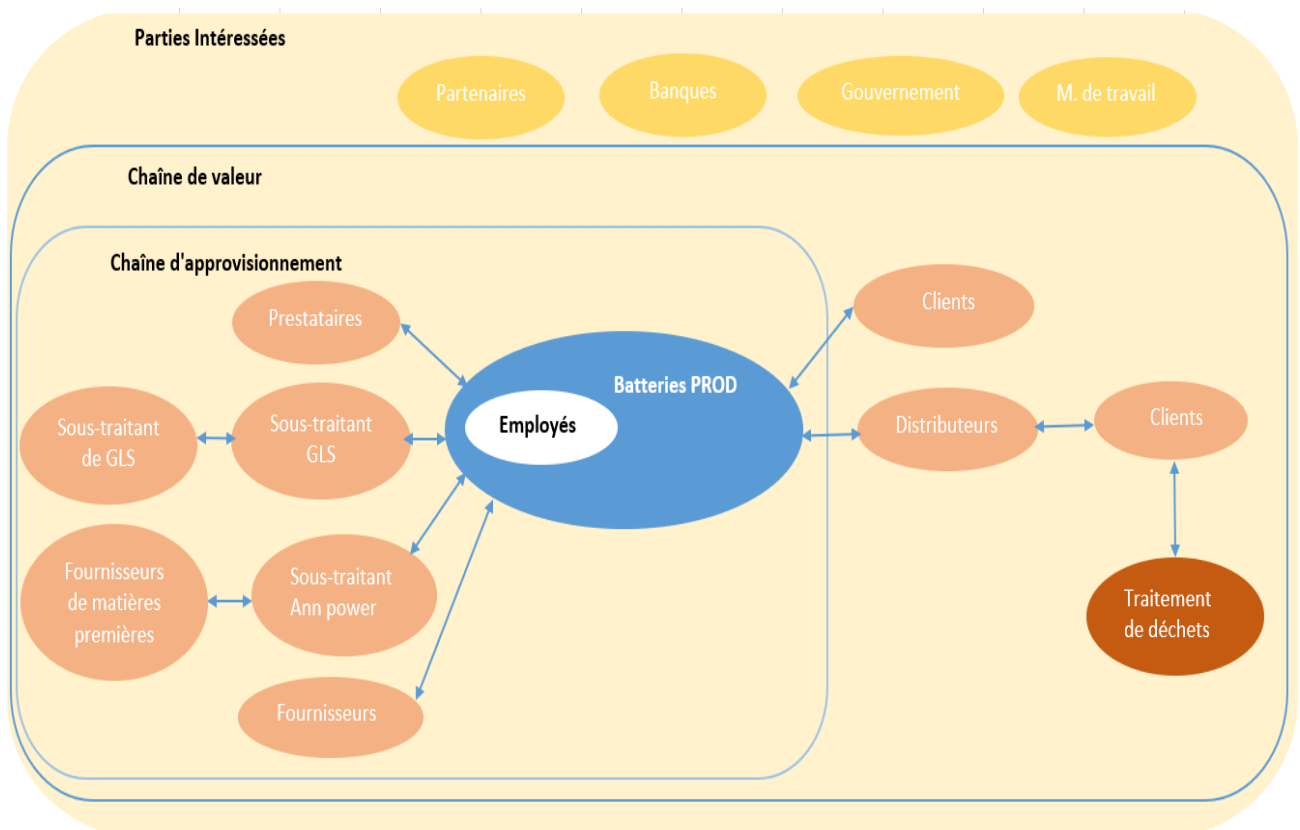 Parties Intéressées
Partenaires
Banques
Gouvernement
M. de travail
Chaîne de valeur
Chaîne d'approvisionnement
Prestataires
Clients
Batteries PROD
Employés
Sous-traitant
de GLS
Sous-traitant
GLS
Distributeurs
Clients
Fournisseurs
de matières
premières
Sous-traitant
Ann power
Traitement
de déchets
Fournisseurs